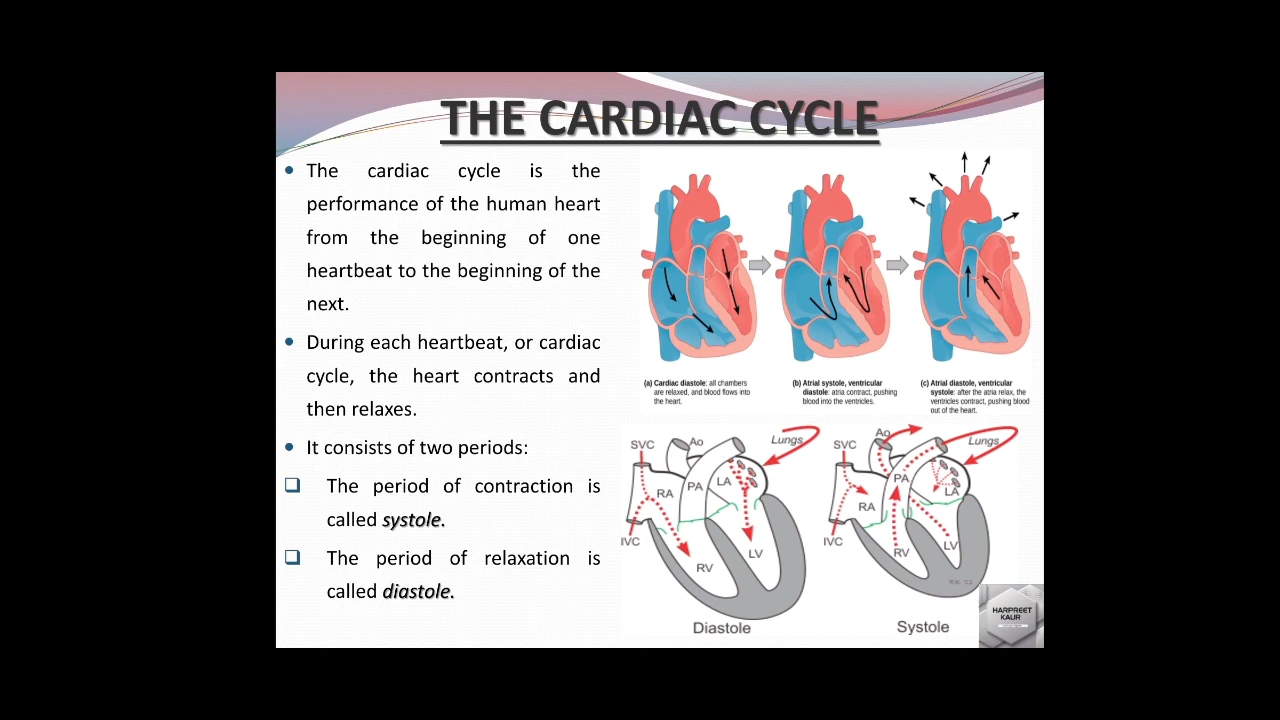 THE CARDIAC CYCLE
The cardiac cycle is the
performance of the human heart
from the beginning of one
heartbeat to the beginning of the
next.
During each heartbeat, or cardiac
cycle, the heart contracts and
then relaxes.
It consists of two periods:
The period of contraction is
called systole.
The period of relaxation is
called diastole.
(a) Cardiac diastole: all chambers
are relaxed, and blood flows into
the heart.
(b) Atrial systole, ventricular
diastole: atria contract, pushing
blood into the ventricles.
(c) Atrial diastole, ventricular
systole: after the atria relax, the
ventricles contract, pushing blood
out of the heart.
SVC
Ao
Lungs
RA
PA
LA
IVC
RV
LV
Diastole
SVC
Ao
Lungs
PA
LA
RA
IVC
RV
LV
Systole
HARPREET
KAUR